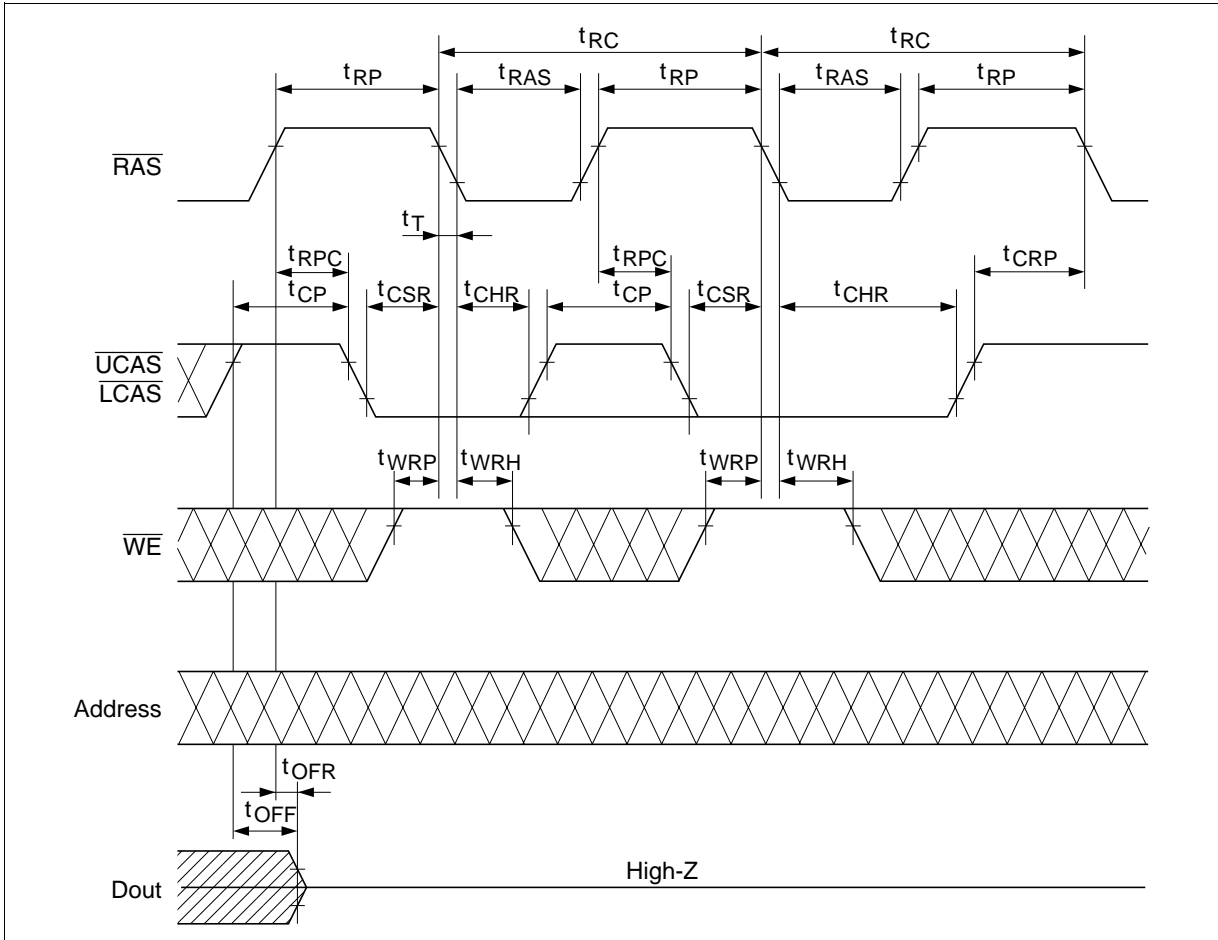 tRC tRC
tRP tRAS tRP tRAS tRP
RAS
tT
tRPC tRPC tCRP
tCP tCSR tCHR tCP tCSR tCHR
UCAS
LCAS
tWRP tWRH tWRP tWRH
WE
Address
tOFR
tOFF
High-Z
Dout